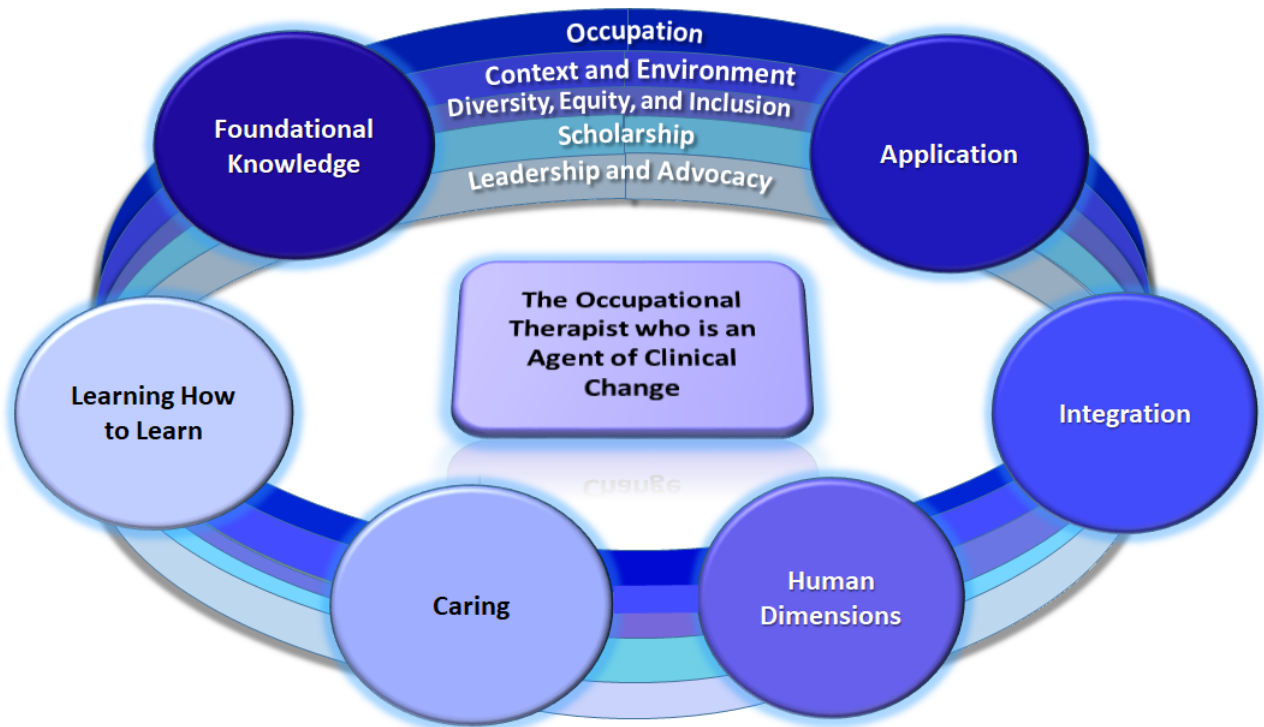 Occupation
Context and Environment
Diversity, Equity, and Inclusion
Scholarship
Leadership and Advocacy
Foundational
Knowledge
Application
The Occupational
Therapist who is an
Agent of Clinical
Change
Learning How
to Learn
Integration
Change
Caring
Human
Dimensions